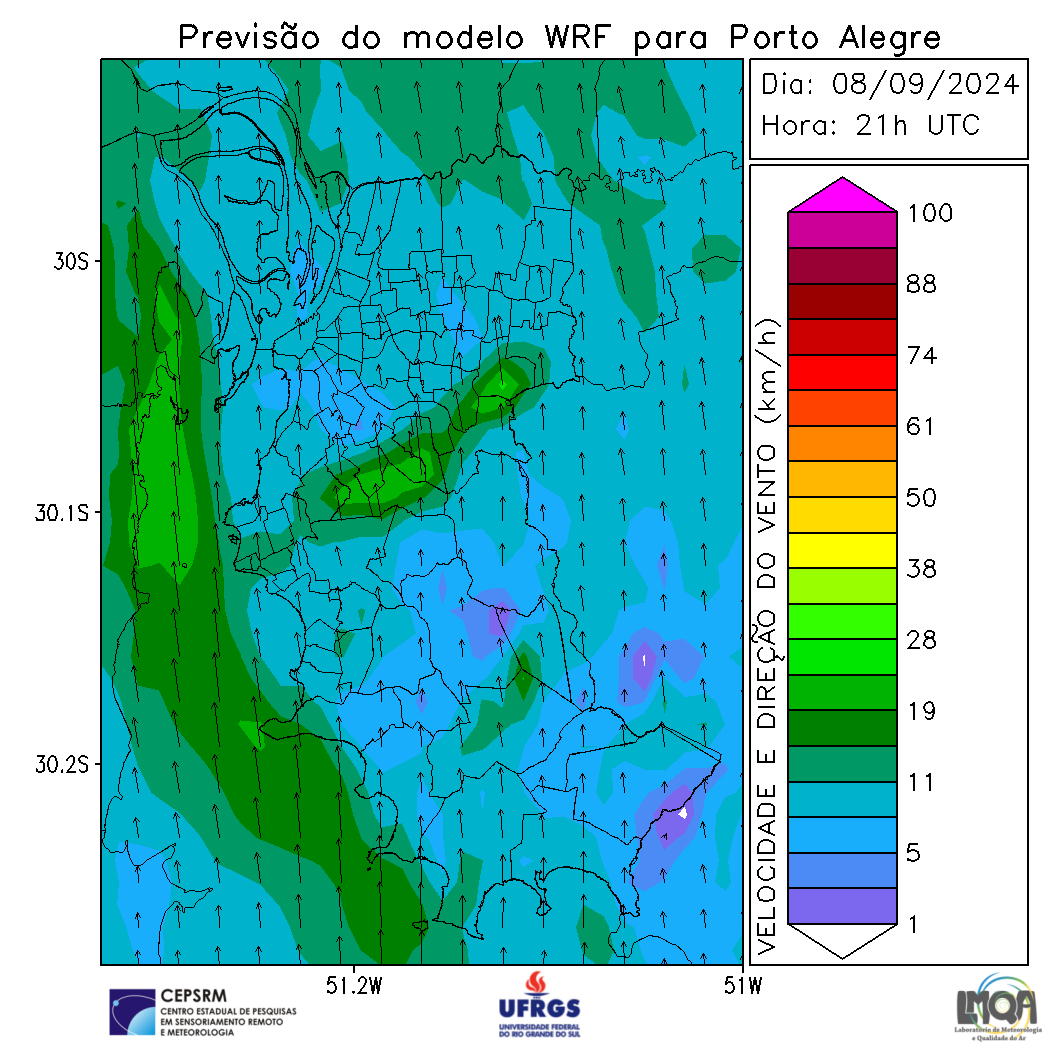 Previsão do modelo WRF para Porto Alegre
Dia: 08/09/2024
Hora: 21h UTC
30S
30.1S
30.2S
51.2W
51W
VELOCIDADE E DIREÇÃO DO VENTO (km/h)
100
88
74
61
50
38
28
19
11
5
1
CEPSRM
CENTRO ESTADUAL DE PESQUISAS
EM SENSORIAMENTO REMOTO
E METEOROLOGIA
UFRGS
UNIVERSIDADE FEDERAL
DO RIO GRANDE DO SUL
LMQA
Laboratório de Meteorologia
e Qualidade do Ar